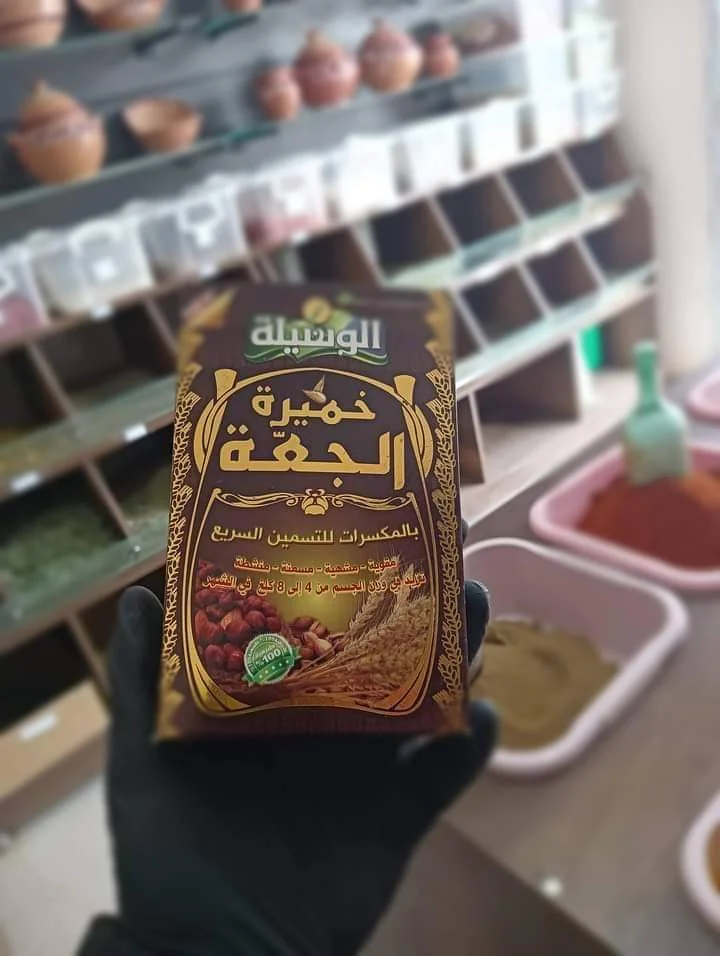 الوسيلة
خميرة
الجعّة
بالمكسرات للتسمين السريع
مقوية - مشهية - مسمنة - منشطة
تزيد في وزن الجسم من 4 إلى 8 كلغ في الشهر
%100